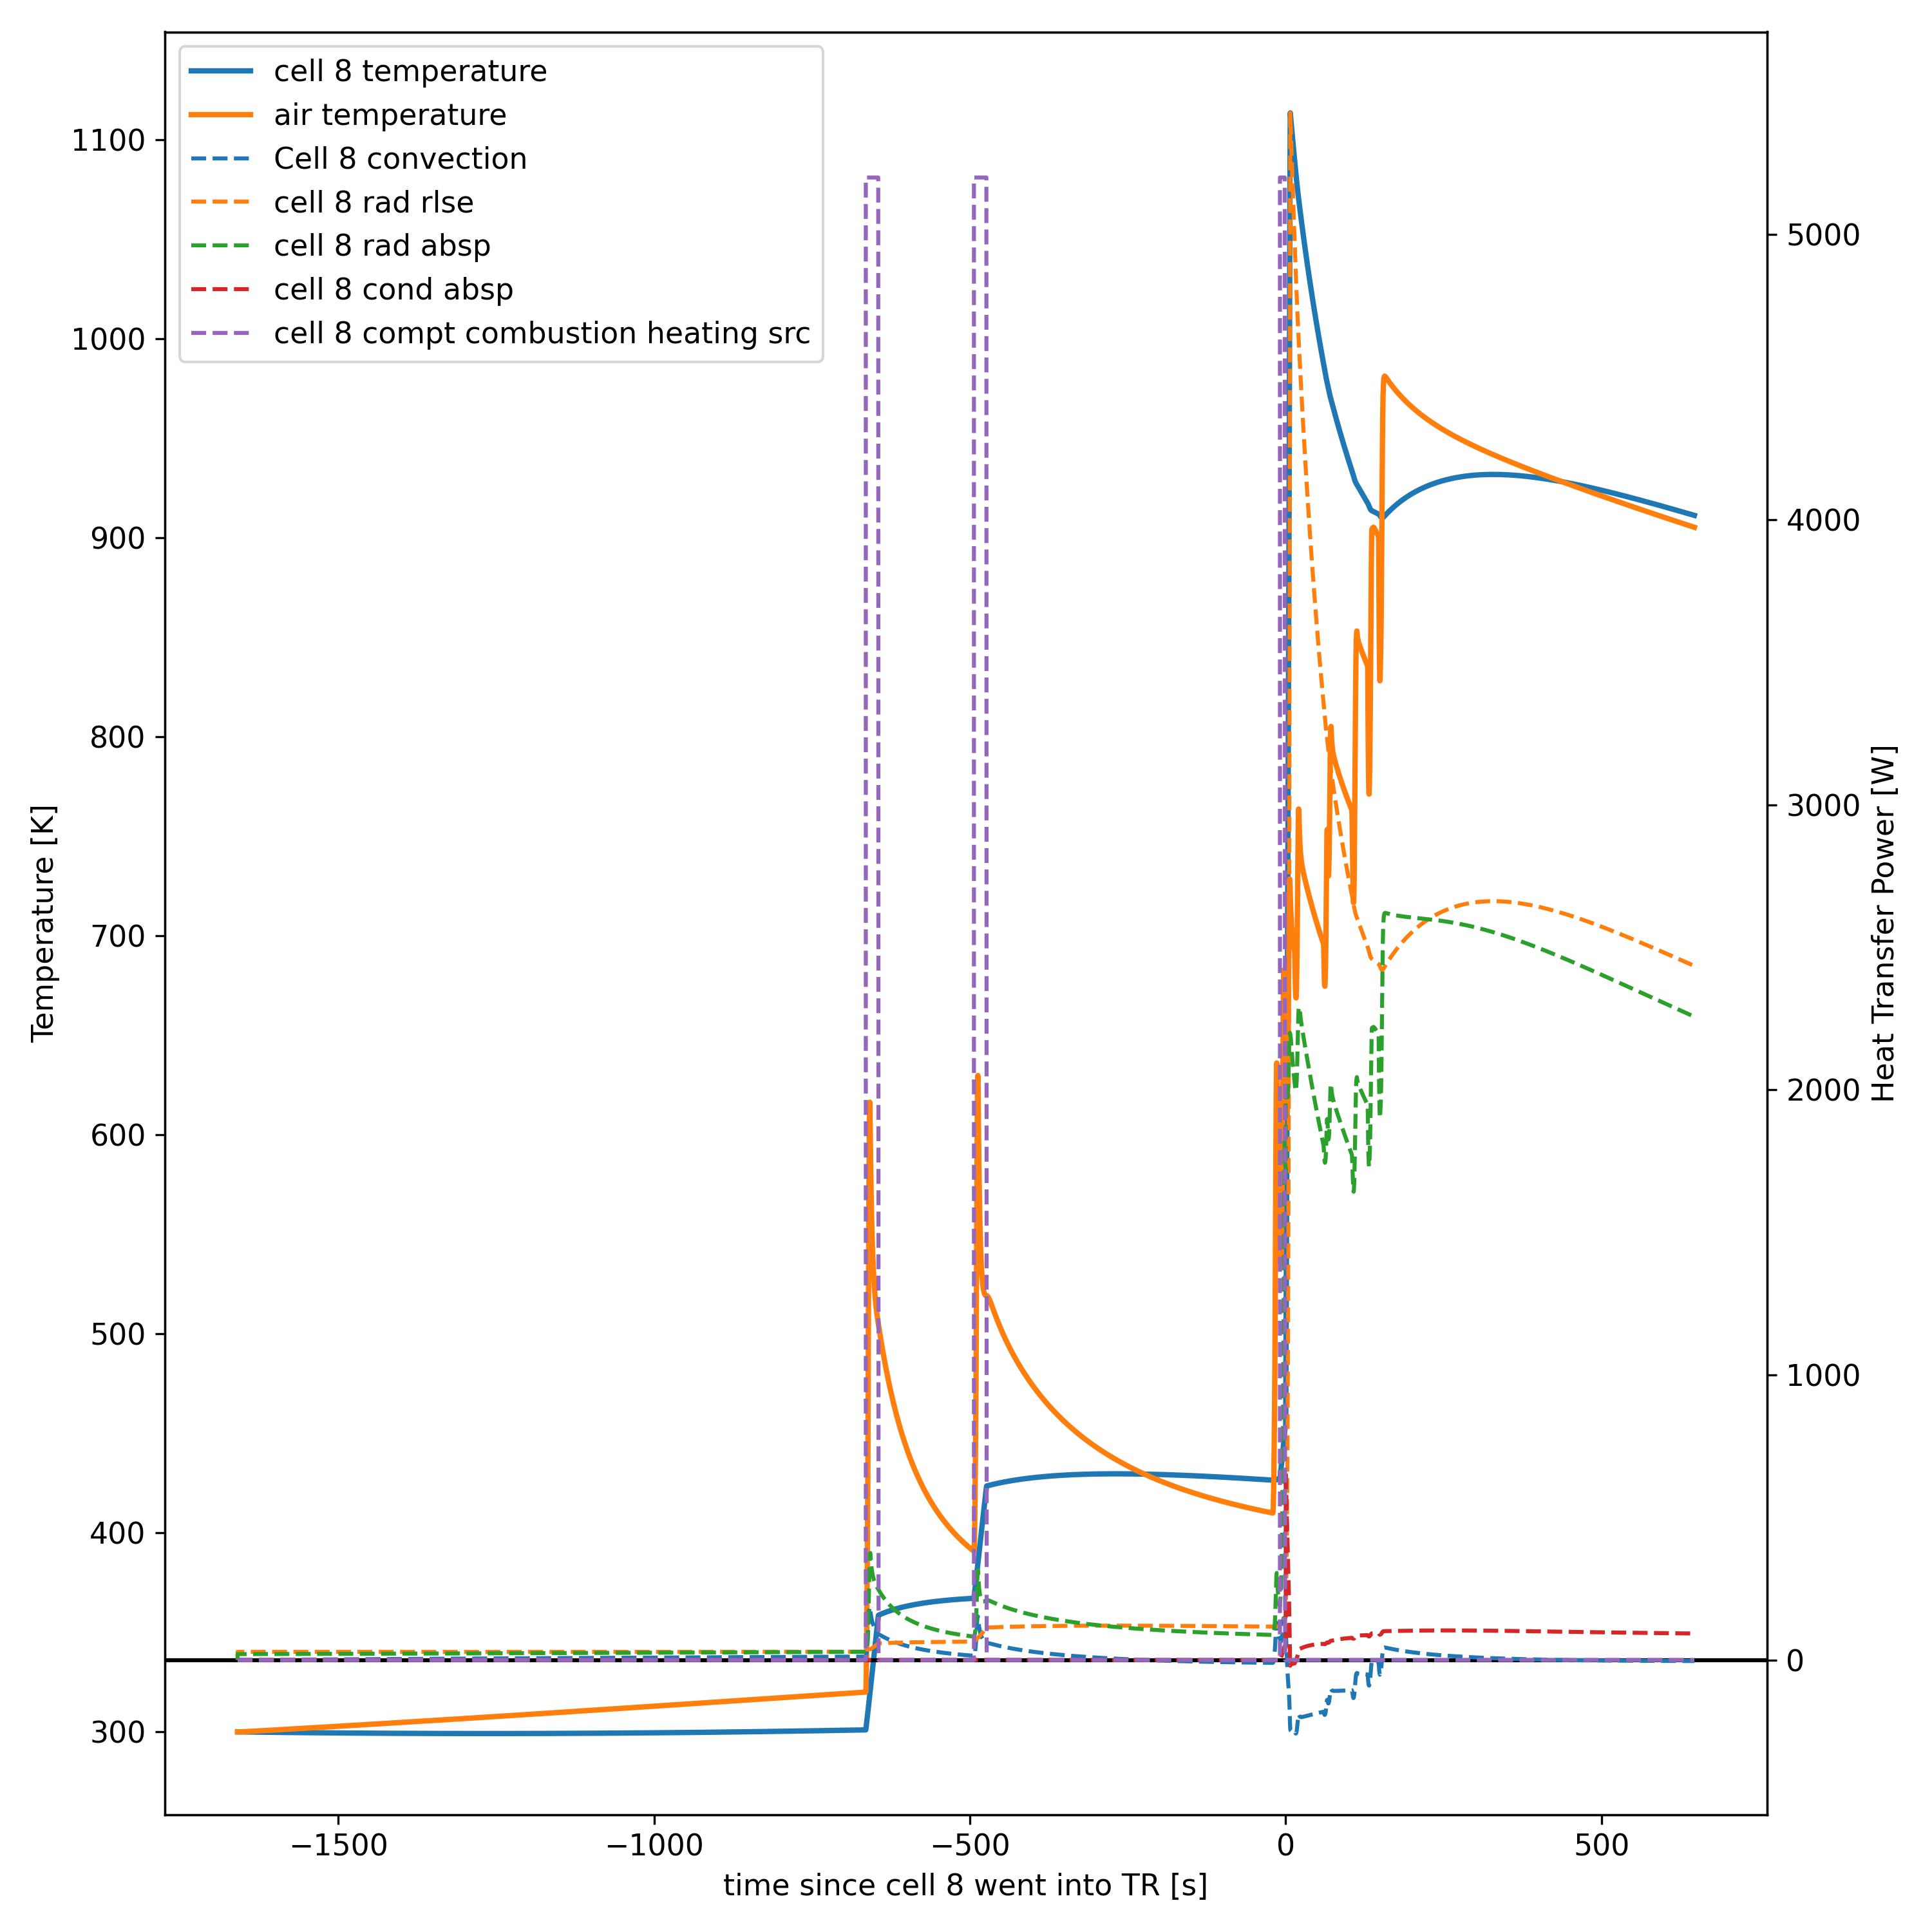 cell 8 temperature
air temperature
Cell 8 convection
cell 8 rad rlse
cell 8 rad absp
cell 8 cond absp
cell 8 compt combustion heating src
1100
1000
900
800
700
600
500
400
300
Temperature [K]
5000
4000
3000
2000
1000
0
Heat Transfer Power [W]
−1500
−1000
−500
0
500
time since cell 8 went into TR [s]